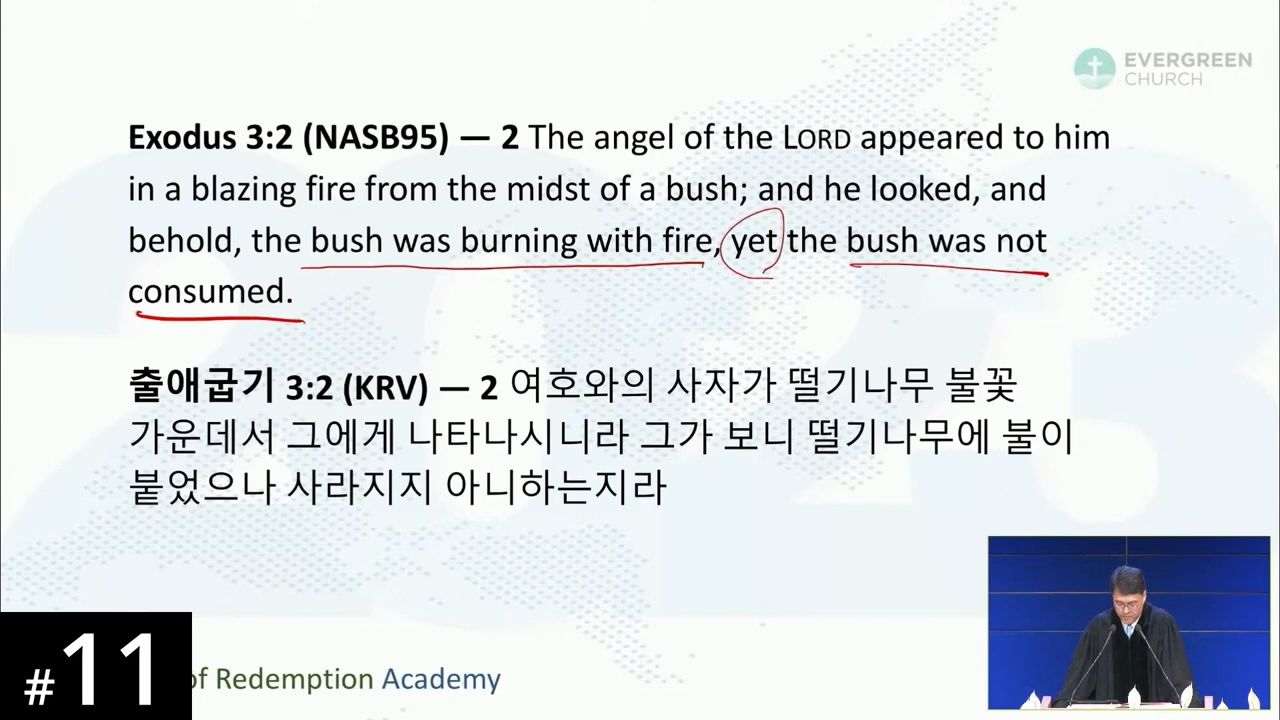 EVERGREEN
CHURCH
Exodus 3:2 (NASB95) — 2 The angel of the LORD appeared to him
in a blazing fire from the midst of a bush; and he looked, and
behold, the bush was burning with fire, yet the bush was not
consumed.
출애굽기 3:2 (KRV) — 2 여호와의 사자가 떨기나무 불꽃
가운데서 그에게 나타나시니라 그가 보니 떨기나무에 불이
붙었으나 사라지지 아니하는지라
#11
of Redemption Academy